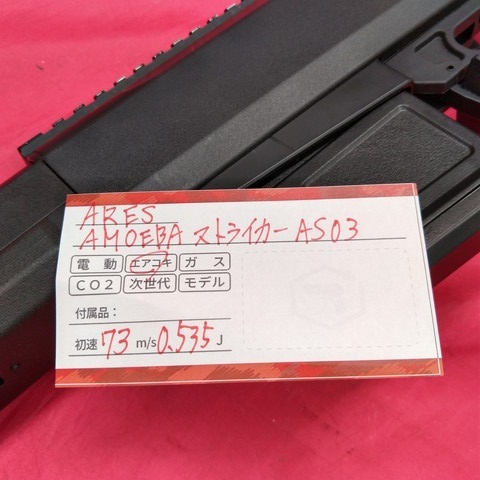 ARES
AMOEBA ストライカー AS03
電動 エアコキ ガス
CO2 次世代 モデル
付属品：
初速 73 m/s 0.535 J